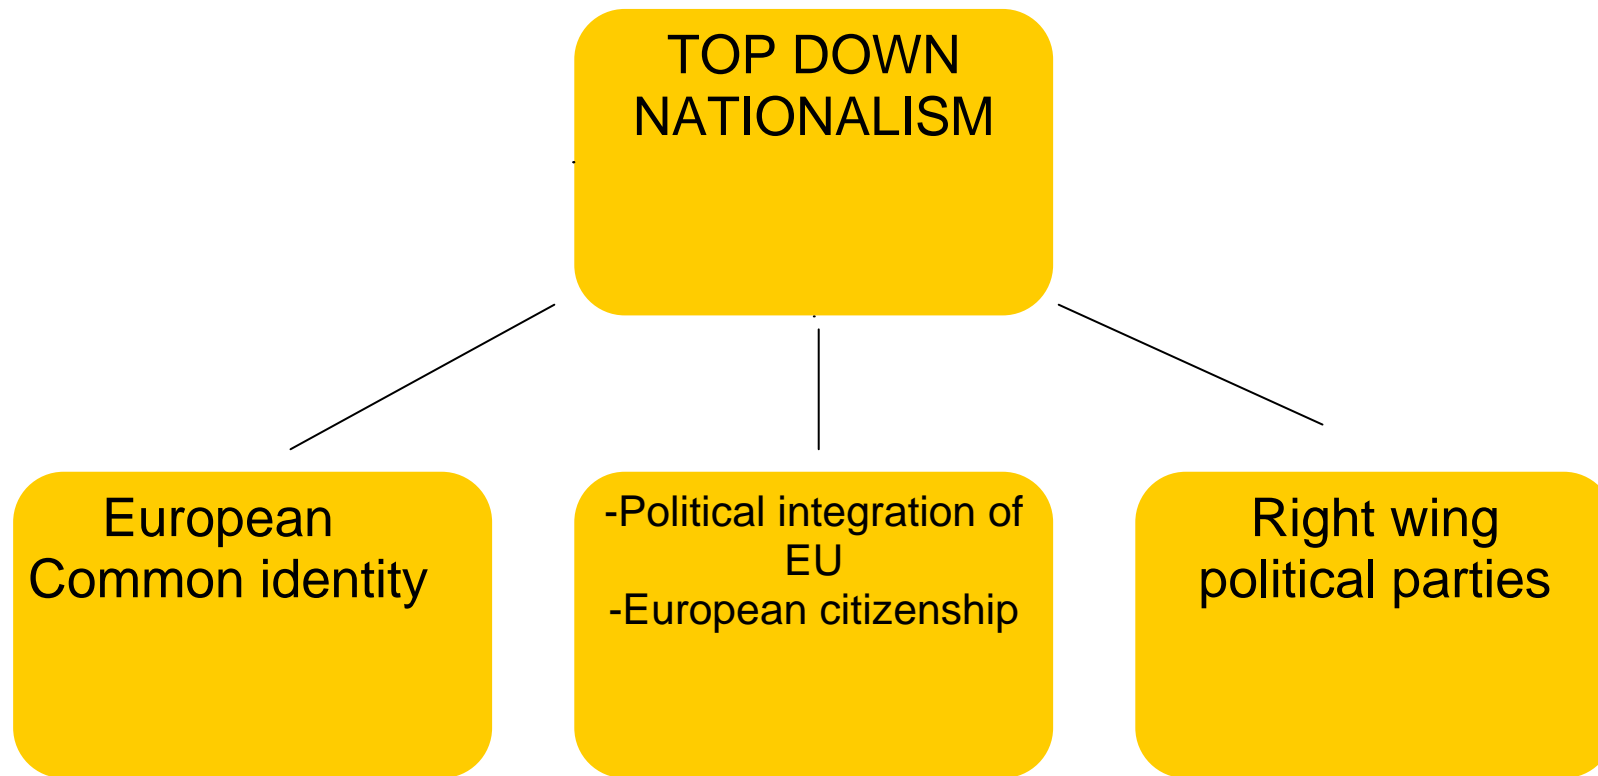 TOP DOWN
NATIONALISM
European
Common identity
-Political integration of
EU
-European citizenship
Right wing
political parties